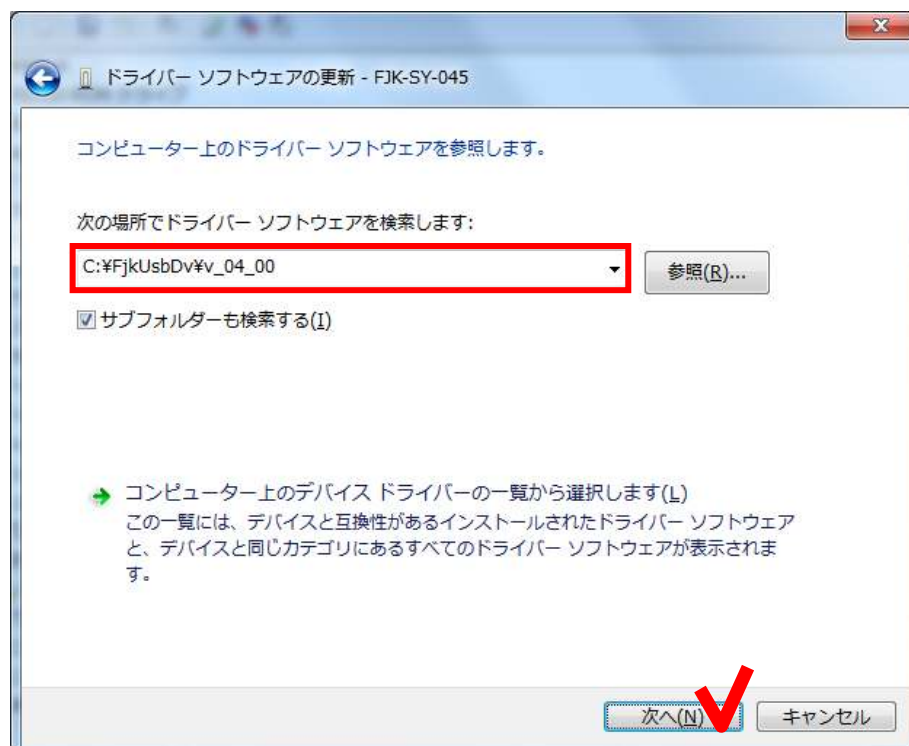 ドライバー ソフトウェアの更新 - FJK-SY-045
コンピューター上のドライバー ソフトウェアを参照します。
次の場所でドライバー ソフトウェアを検索します:
C:¥FjkUsbDv¥v_04_00
参照(R)...
サブフォルダーも検索する(I)
コンピューター上のデバイス ドライバーの一覧から選択します(L)
この一覧には、デバイスと互換性があるインストールされたドライバー ソフトウェア
と、デバイスと同じカテゴリにあるすべてのドライバー ソフトウェアが表示されま
す。
次へ(N)
キャンセル